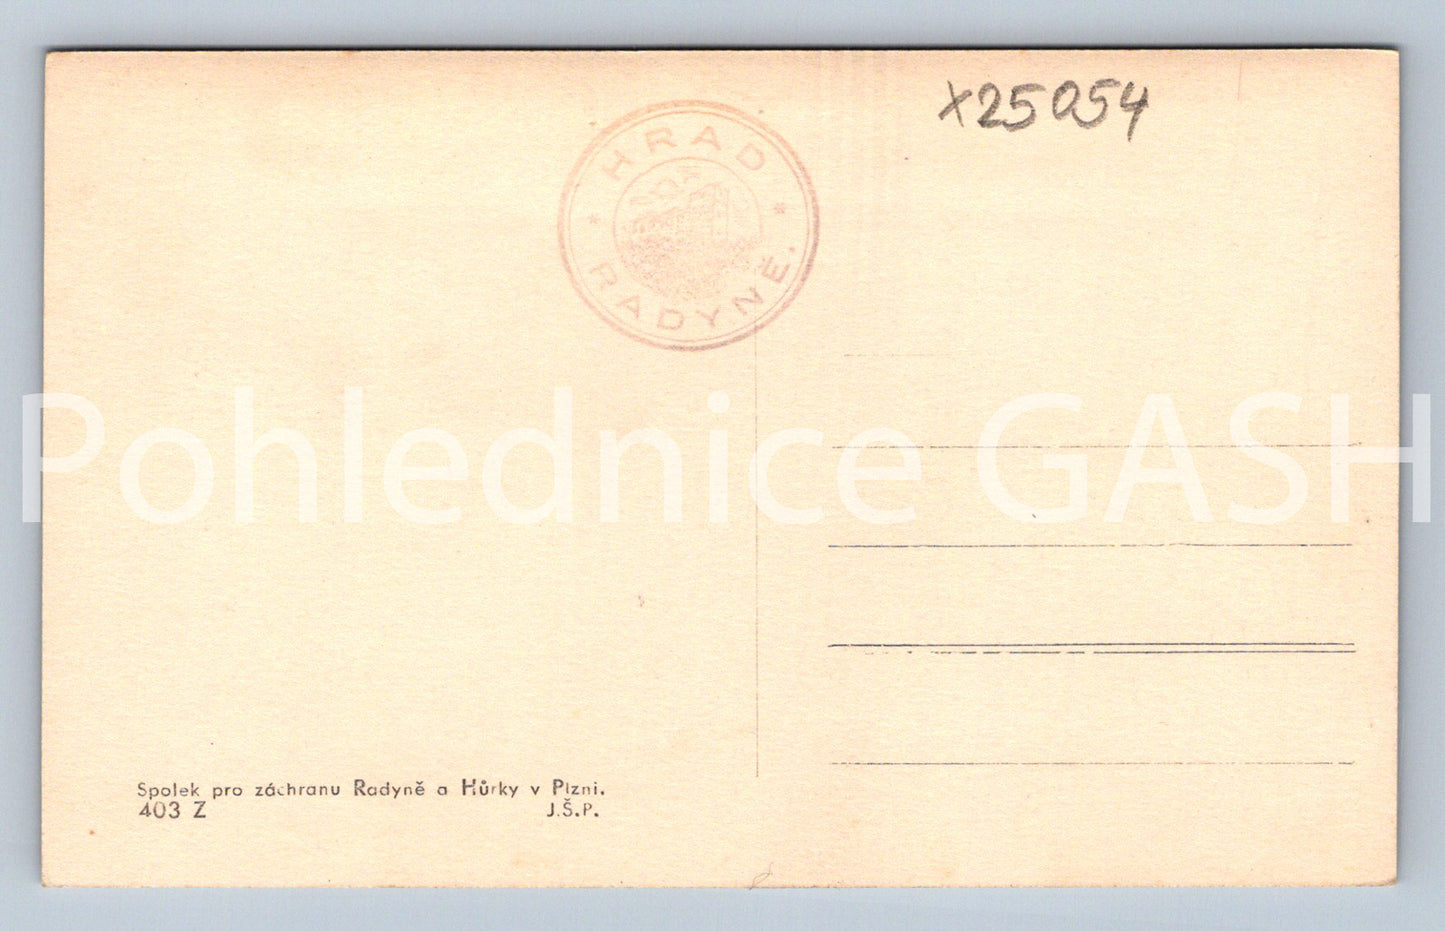 x25054
HRAD
RADYNĚ.
Pohlednice GASH
Spolek pro záchranu Radyně a Hůrky v Plzni.
403 Z J.Š.P.